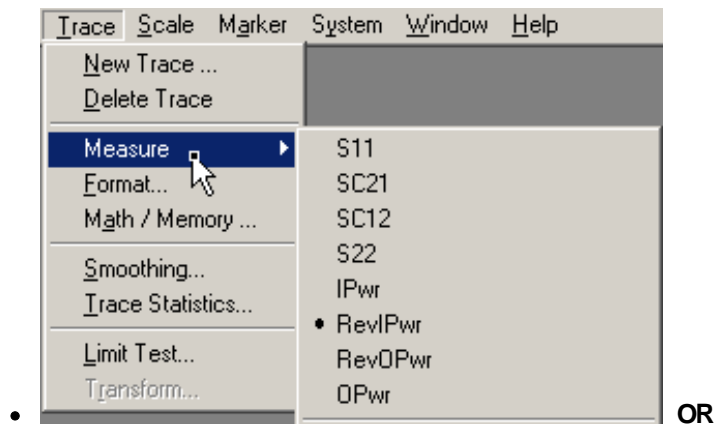 Trace Scale Marker System Window Help
New Trace ...
Delete Trace
Measure
Format...
Math / Memory ...
Smoothing...
Trace Statistics...
Limit Test...
Transform...
S11
SC21
SC12
S22
IPwr
• RevIPwr
RevOPwr
OPwr
• OR